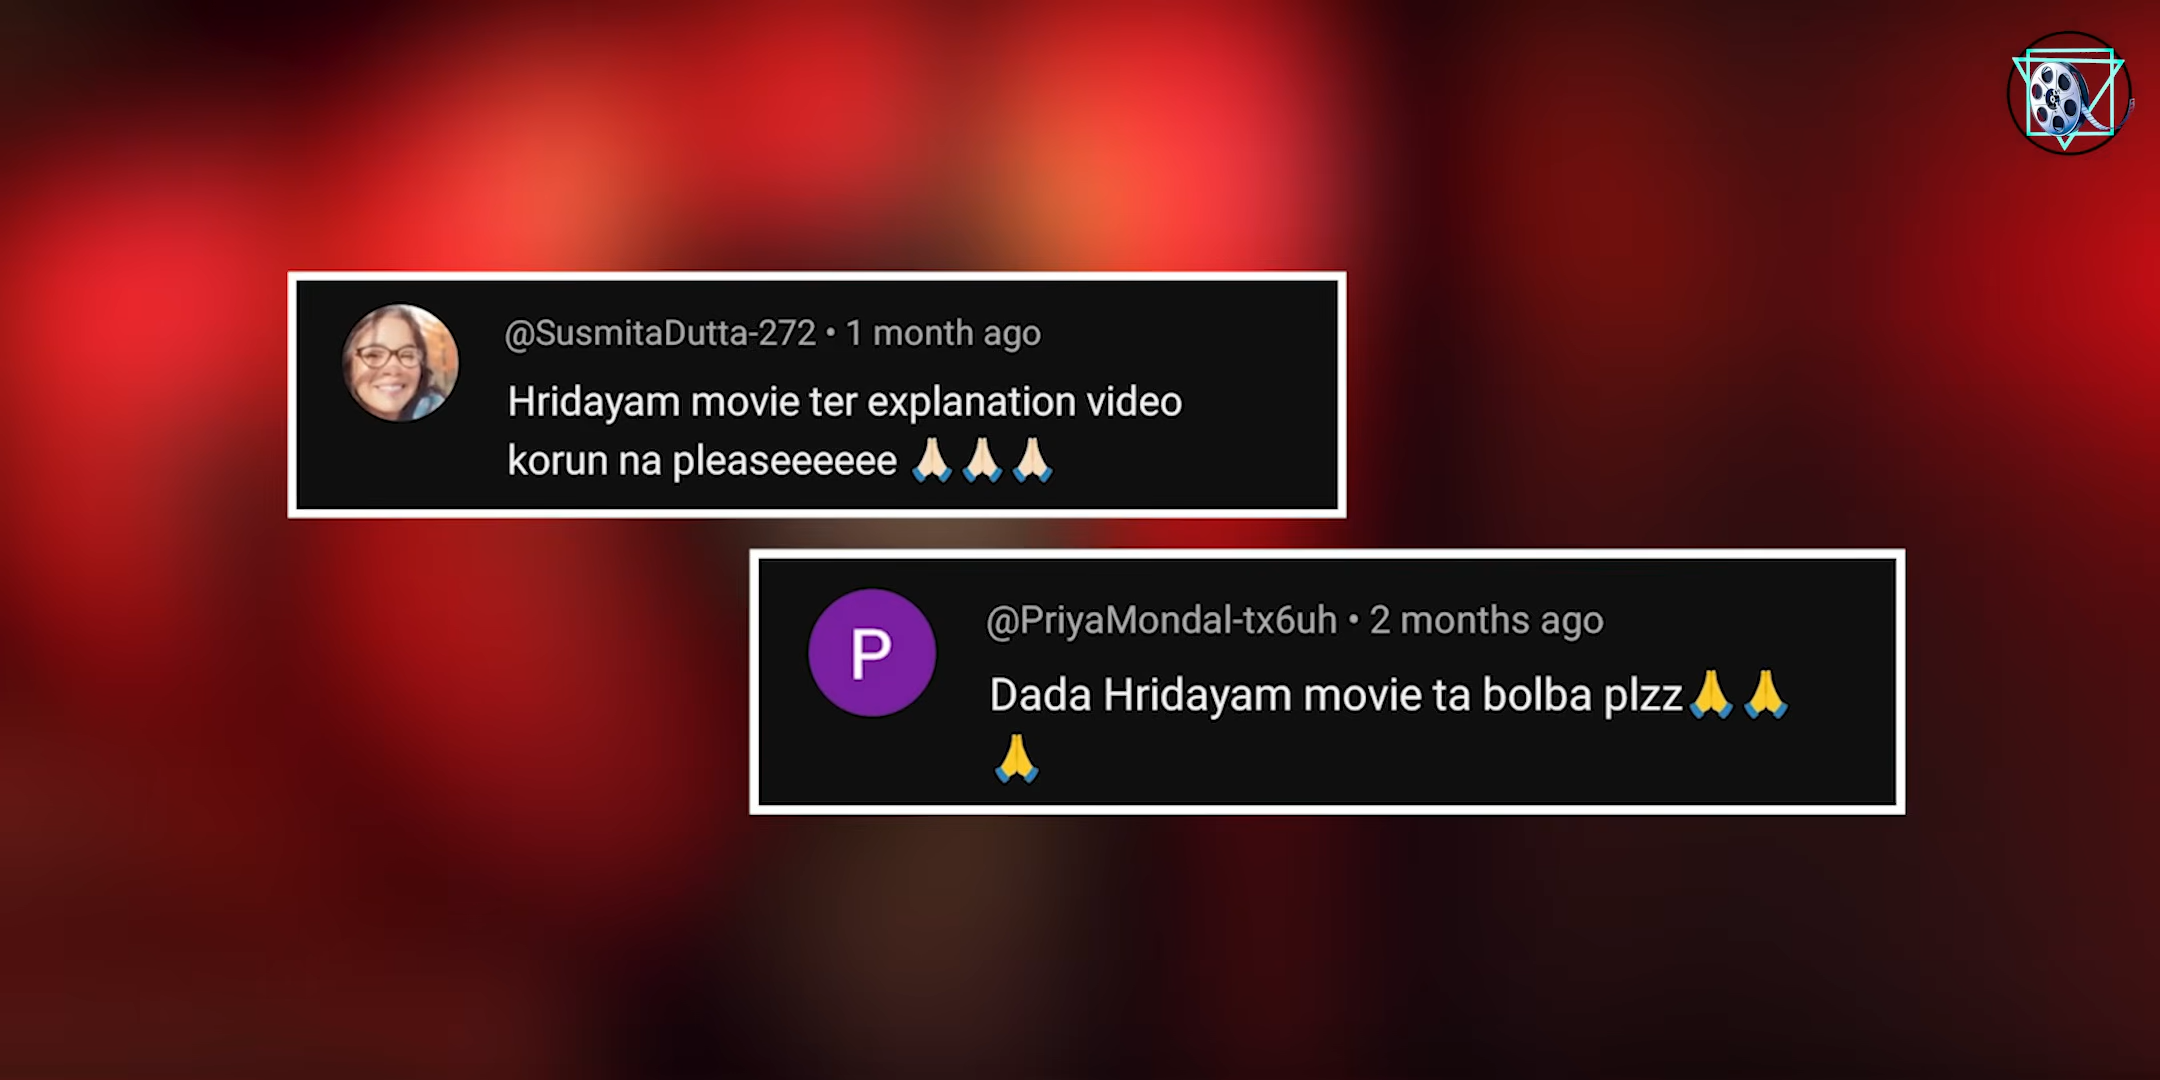 @SusmitaDutta-272 • 1 month ago
Hridayam movie ter explanation video
korun na pleaseeeeee 🙏🏻🙏🏻🙏🏻
P
@PriyaMondal-tx6uh • 2 months ago
Dada Hridayam movie ta bolba plzz🙏🙏
🙏